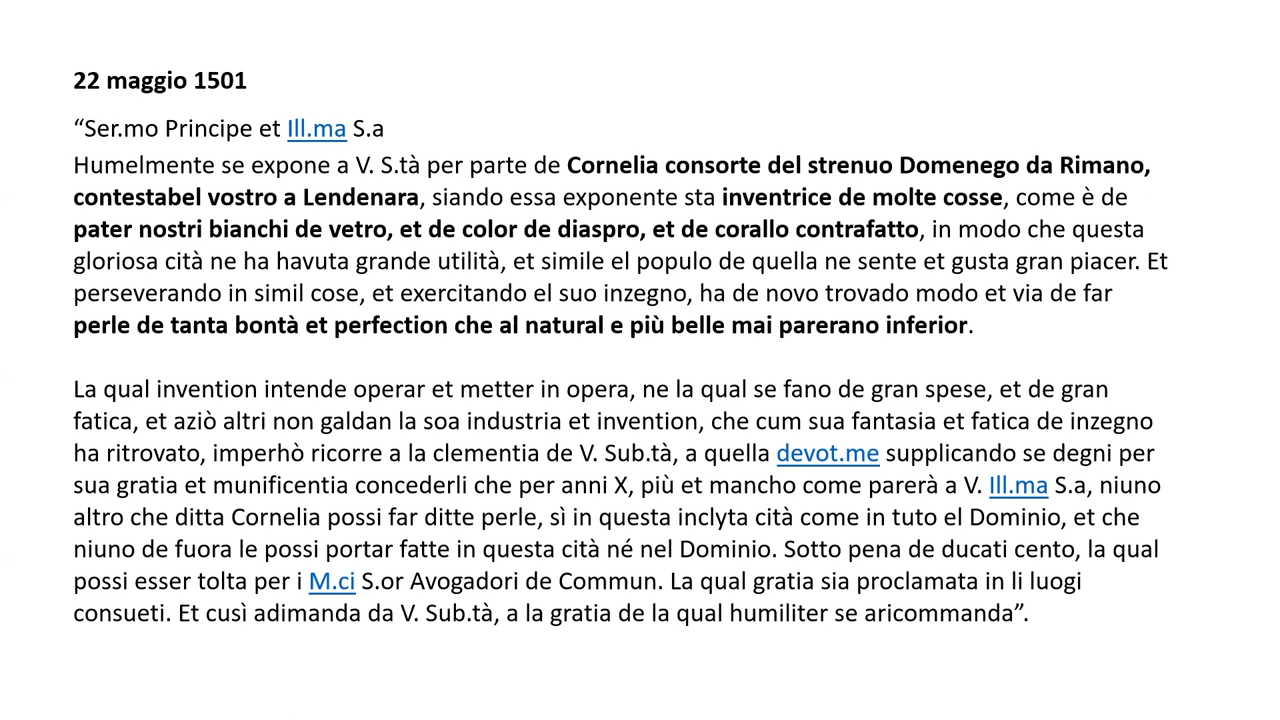 22 maggio 1501
“Ser.mo Principe et Ill.ma S.a
Humelmente se expone a V. S.tà per parte de Cornelia consorte del strenuo Domenego da Rimano,
contestabel vostro a Lendenara, siando essa exponente sta inventrice de molte cosse, come è de
pater nostri bianchi de vetro, et de color de diaspro, et de corallo contrafatto, in modo che questa
gloriosa cità ne ha havuta grande utilità, et simile el populo de quella ne sente et gusta gran piacer. Et
perseverando in simil cose, et exercitando el suo inzegno, ha de novo trovado modo et via de far
perle de tanta bontà et perfection che al natural e più belle mai parerano inferior.
La qual invention intende operar et metter in opera, ne la qual se fano de gran spese, et de gran
fatica, et aziò altri non galdan la soa industria et invention, che cum sua fantasia et fatica de inzegno
ha ritrovato, imperhò ricorre a la clementia de V. Sub.tà, a quella devot.me supplicando se degni per
sua gratia et munificentia concederli che per anni X, più et mancho come parerà a V. Ill.ma S.a, niuno
altro che ditta Cornelia possi far ditte perle, sì in questa inclyta cità come in tuto el Dominio, et che
niuno de fuora le possi portar fatte in questa cità né nel Dominio. Sotto pena de ducati cento, la qual
possi esser tolta per i M.ci S.or Avogadori de Commun. La qual gratia sia proclamata in li luogi
consueti. Et cusì adimanda da V. Sub.tà, a la gratia de la qual humiliter se aricommanda”.